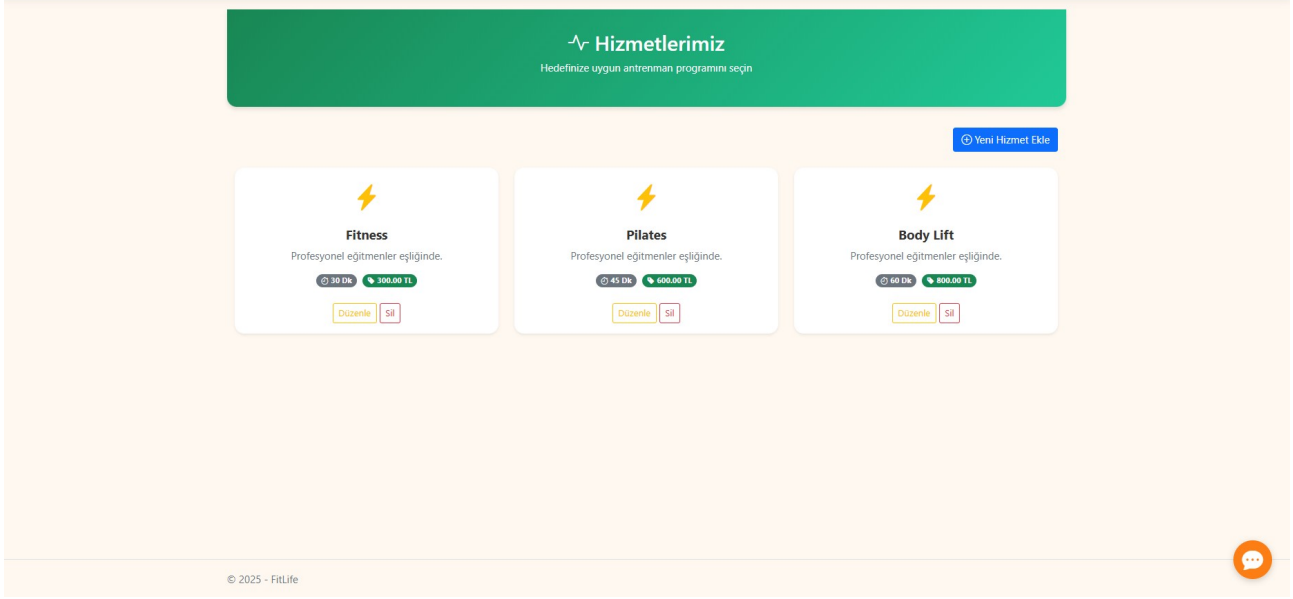 Hizmetlerimiz
Hedefinize uygun antrenman programını seçin
Yeni Hizmet Ekle
Fitness
Profesyonel eğitmenler eşliğinde.
30 Dk 300.00 TL
Düzenle Sil
Pilates
Profesyonel eğitmenler eşliğinde.
45 Dk 600.00 TL
Düzenle Sil
Body Lift
Profesyonel eğitmenler eşliğinde.
60 Dk 800.00 TL
Düzenle Sil
© 2025 - FitLife